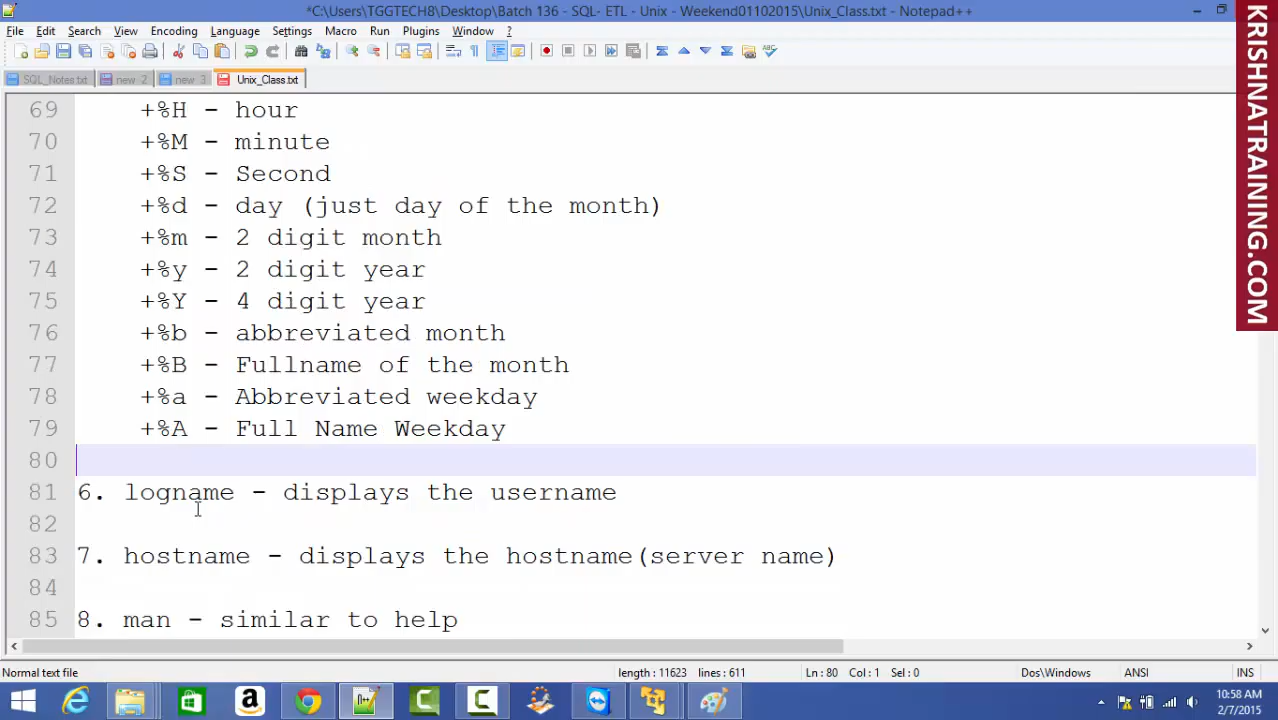 *C:\Users\TGGTECH8\Desktop\Batch 136 - SQL- ETL - Unix - Weekend01102015\Unix_Class.txt - Notepad++
File Edit Search View Encoding Language Settings Macro Run Plugins Window ?
SQL_Notes.txt new 2 new 3 Unix_Class.txt
69 +%H - hour
70 +%M - minute
71 +%S - Second
72 +%d - day (just day of the month)
73 +%m - 2 digit month
74 +%y - 2 digit year
75 +%Y - 4 digit year
76 +%b - abbreviated month
77 +%B - Fullname of the month
78 +%a - Abbreviated weekday
79 +%A - Full Name Weekday
80
81 6. logname - displays the username
82
83 7. hostname - displays the hostname(server name)
84
85 8. man - similar to help
Normal text file length : 11623 lines : 611 Ln : 80 Col : 1 Sel : 0 Dos\Windows ANSI INS
10:58 AM
2/7/2015
KRISHNATRAINING.COM